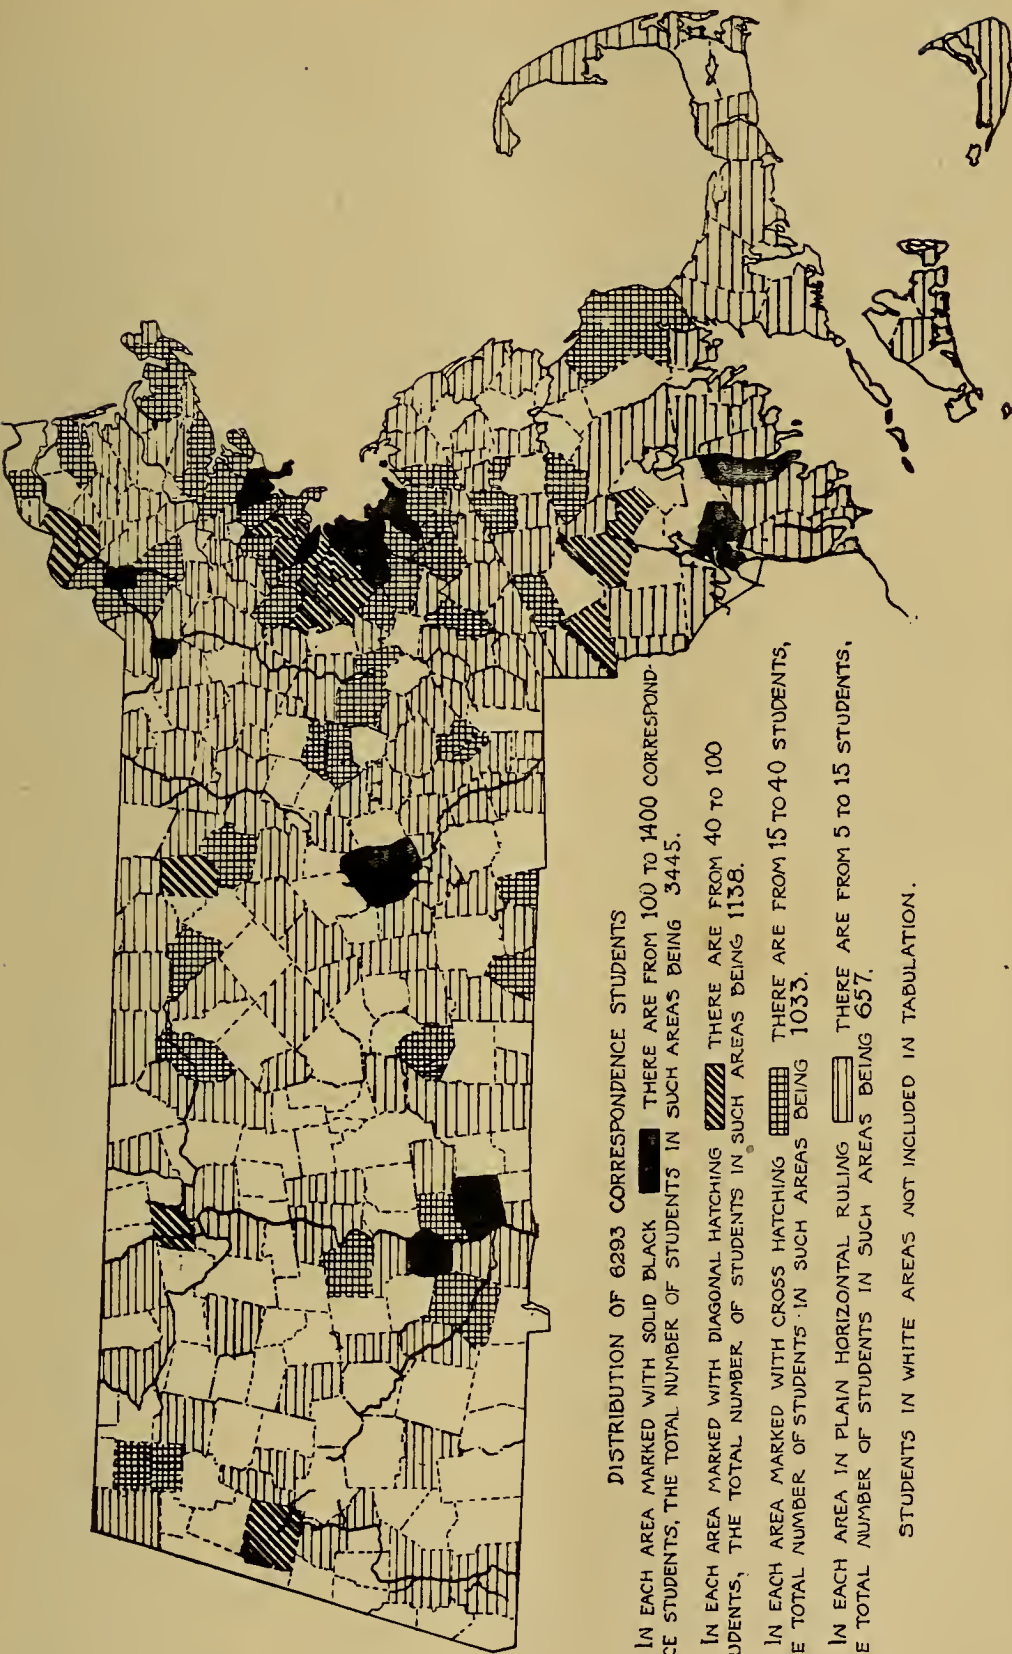 DISTRIBUTION OF 6293 CORRESPONDENCE STUDENTS
IN EACH AREA MARKED WITH SOLID BLACK THERE ARE FROM 100 TO 1400 CORRESPOND-
CE STUDENTS, THE TOTAL NUMBER OF STUDENTS IN SUCH AREAS BEING 3445.
IN EACH AREA MARKED WITH DIAGONAL HATCHING THERE ARE FROM 40 TO 100
UDENTS, THE TOTAL NUMBER OF STUDENTS IN SUCH AREAS BEING 1138.
IN EACH AREA MARKED WITH CROSS HATCHING THERE ARE FROM 15 TO 40 STUDENTS,
E TOTAL NUMBER OF STUDENTS IN SUCH AREAS BEING 1033.
IN EACH AREA IN PLAIN HORIZONTAL RULING THERE ARE FROM 5 TO 15 STUDENTS,
E TOTAL NUMBER OF STUDENTS IN SUCH AREAS BEING 657.
STUDENTS IN WHITE AREAS NOT INCLUDED IN TABULATION.